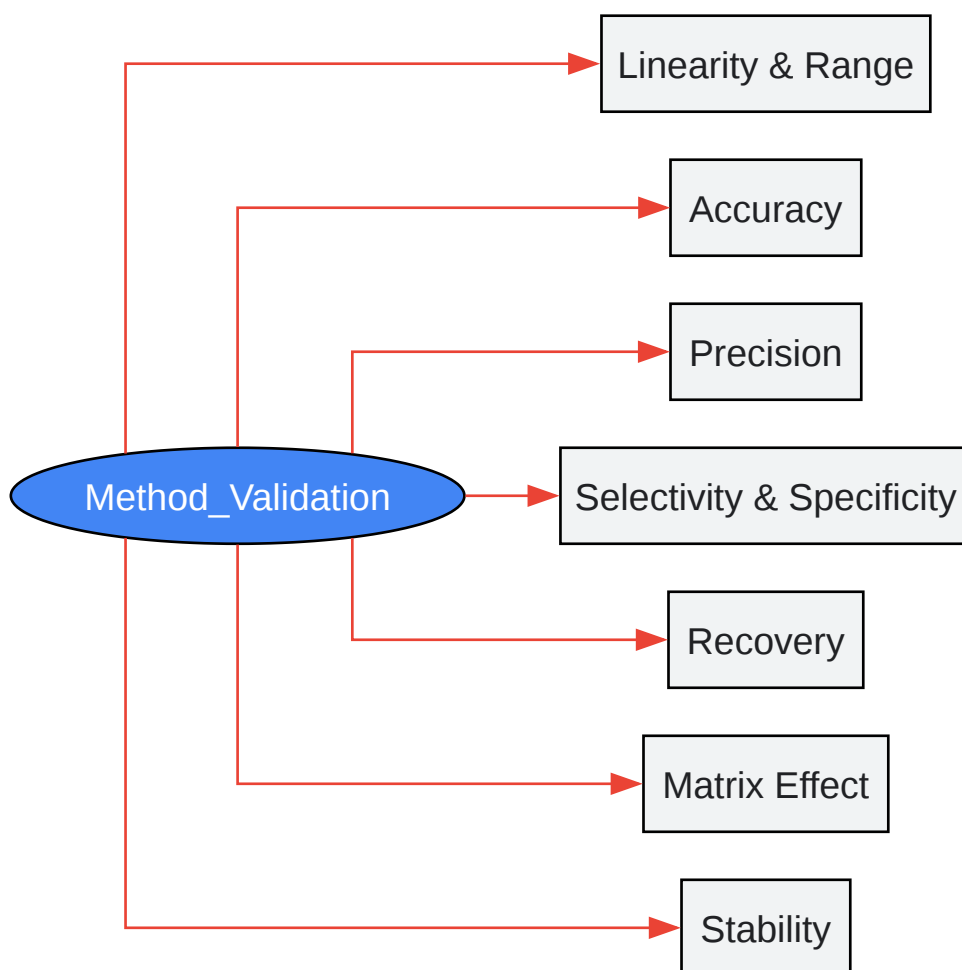 Linearity & Range
Accuracy
Precision
Method_Validation
Selectivity & Specificity
Recovery
Matrix Effect
Stability